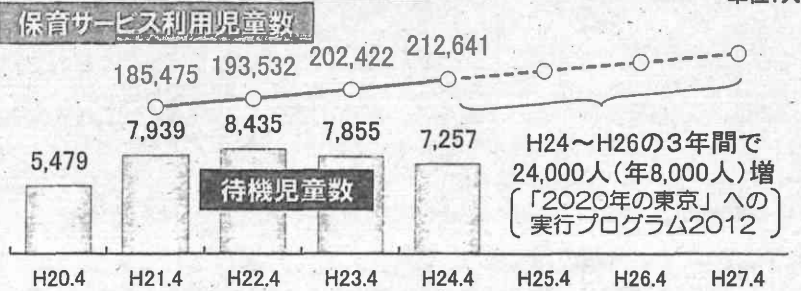 保育サービス利用児童数
185,475 193,532 202,422 212,641
7,939 8,435 7,855 7,257
5,479
待機児童数
H24～H26の3年間で
24,000人(年8,000人)増
「2020年の東京」への
実行プログラム2012
H20.4 H21.4 H22.4 H23.4 H24.4 H25.4 H26.4 H27.4